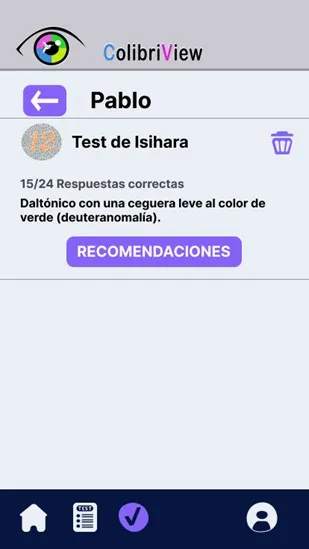 ColibriView
Pablo
12
Test de Isihara
15/24 Respuestas correctas
Daltónico con una ceguera leve al color de
verde (deuteranomalía).
RECOMENDACIONES
TEST